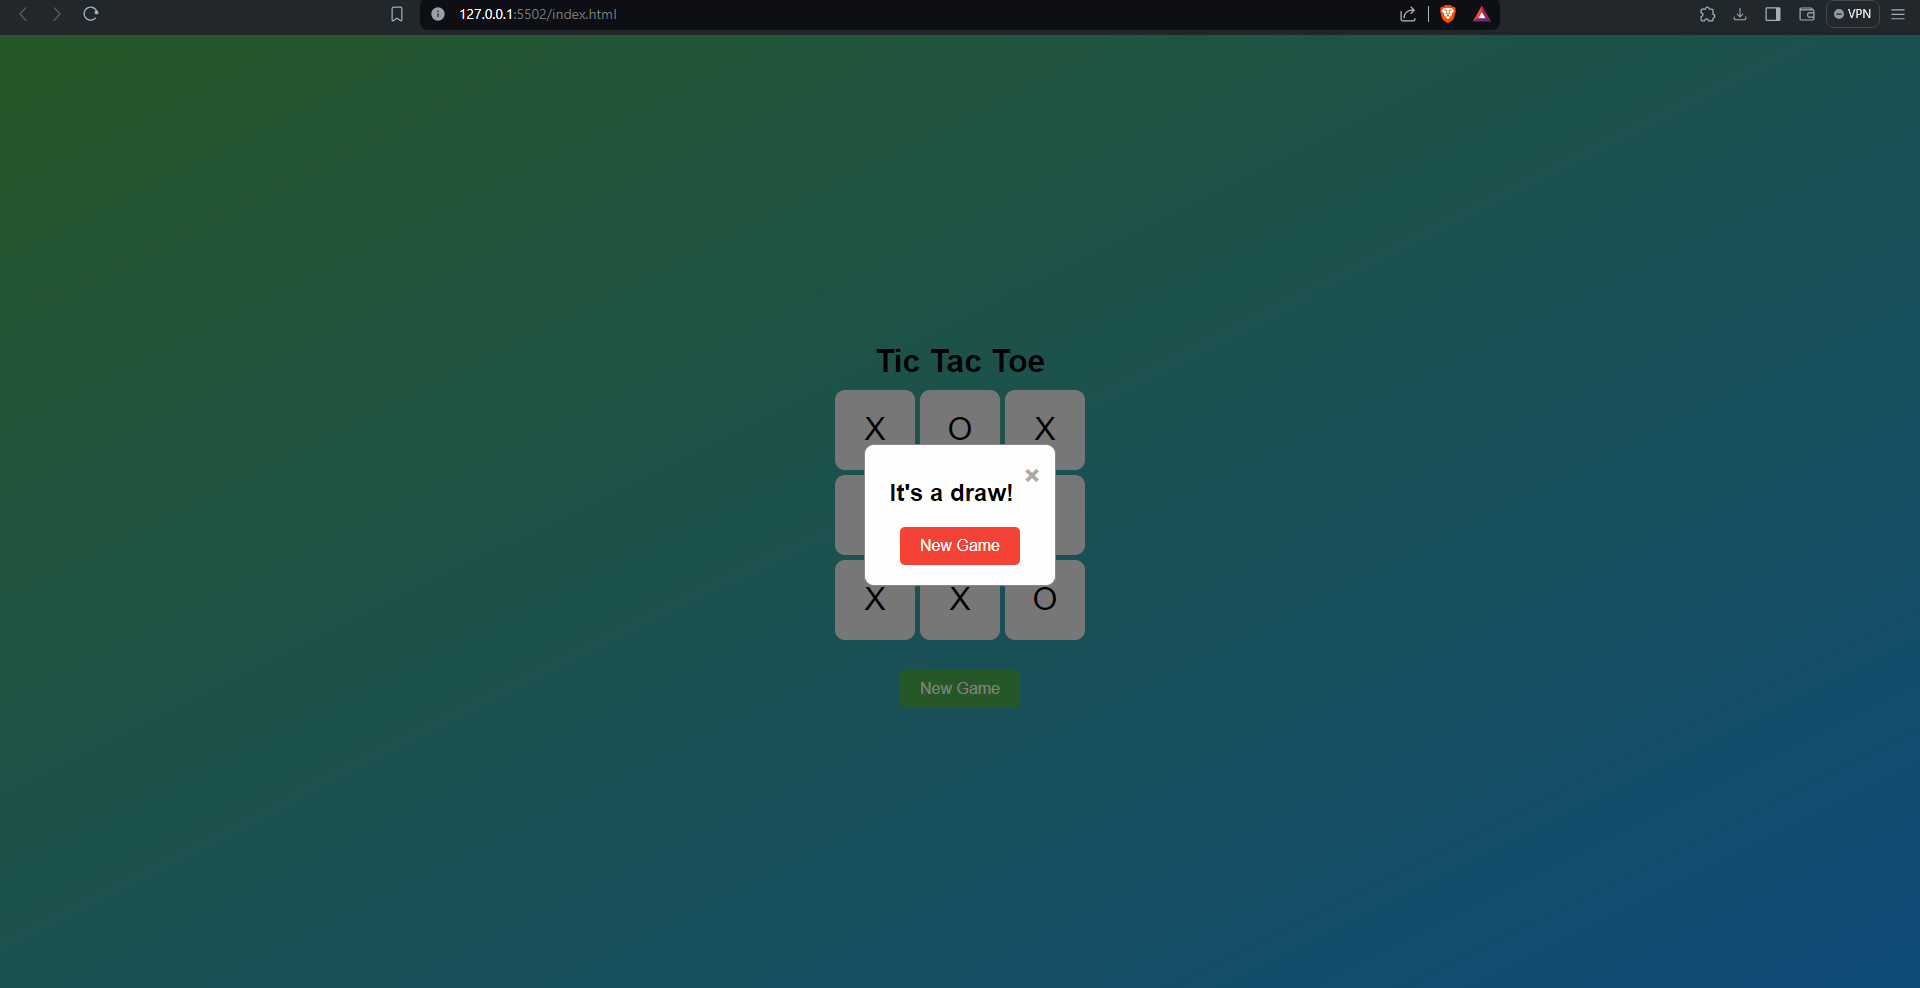 127.0.0.1:5502/index.html
VPN
Tic Tac Toe
X O X
It's a draw!
New Game
X X O
New Game